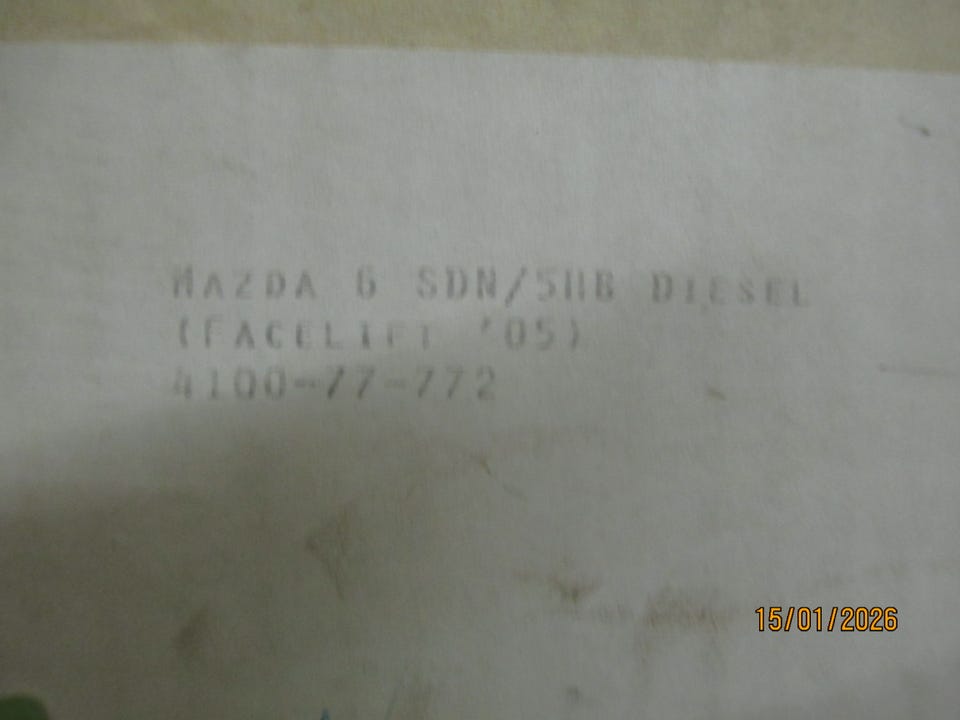 MAZDA 6 SDN/5HB DIESEL
(FACELIFT '05)
4100-77-772
15/01/2026